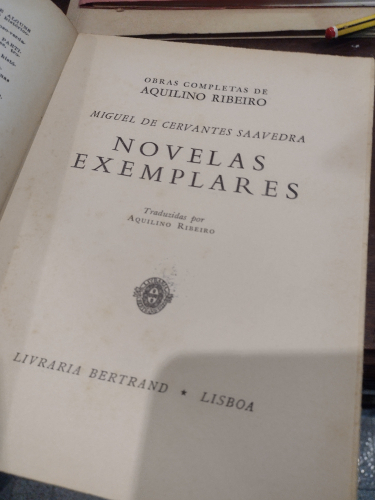 OBRAS COMPLETAS DE
AQUILINO RIBEIRO
MIGUEL DE CERVANTES SAAVEDRA
NOVELAS
EXEMPLARES
Traduzidas por
AQUILINO RIBEIRO
LIVRARIA BERTRAND * LISBOA